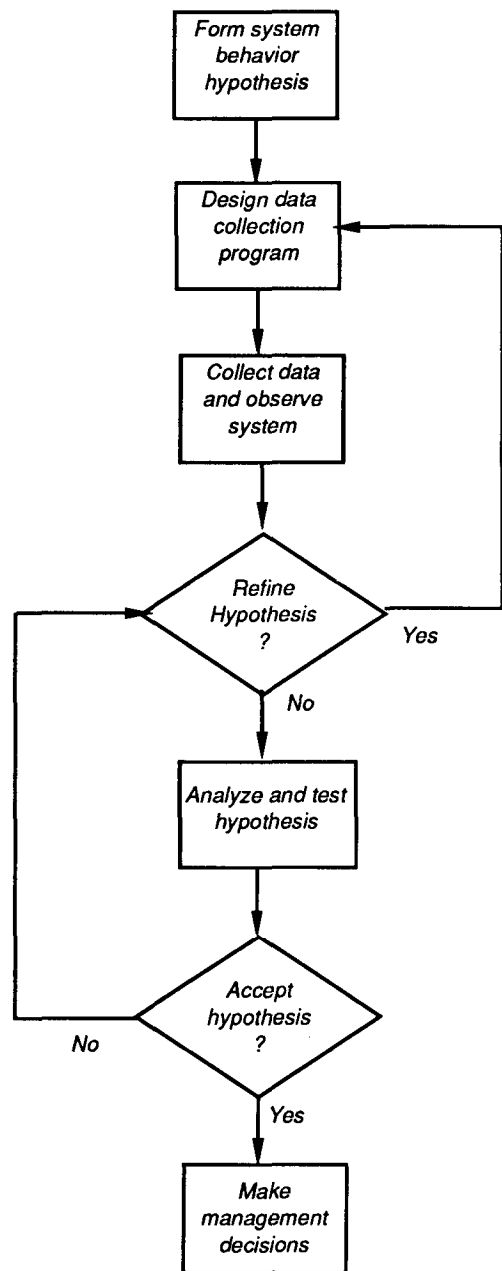 Form system
behavior
hypothesis
Design data
collection
program
Collect data
and observe
system
Refine
Hypothesis
?
Yes
No
Analyze and test
hypothesis
Accept
hypothesis
?
No
Yes
Make
management
decisions